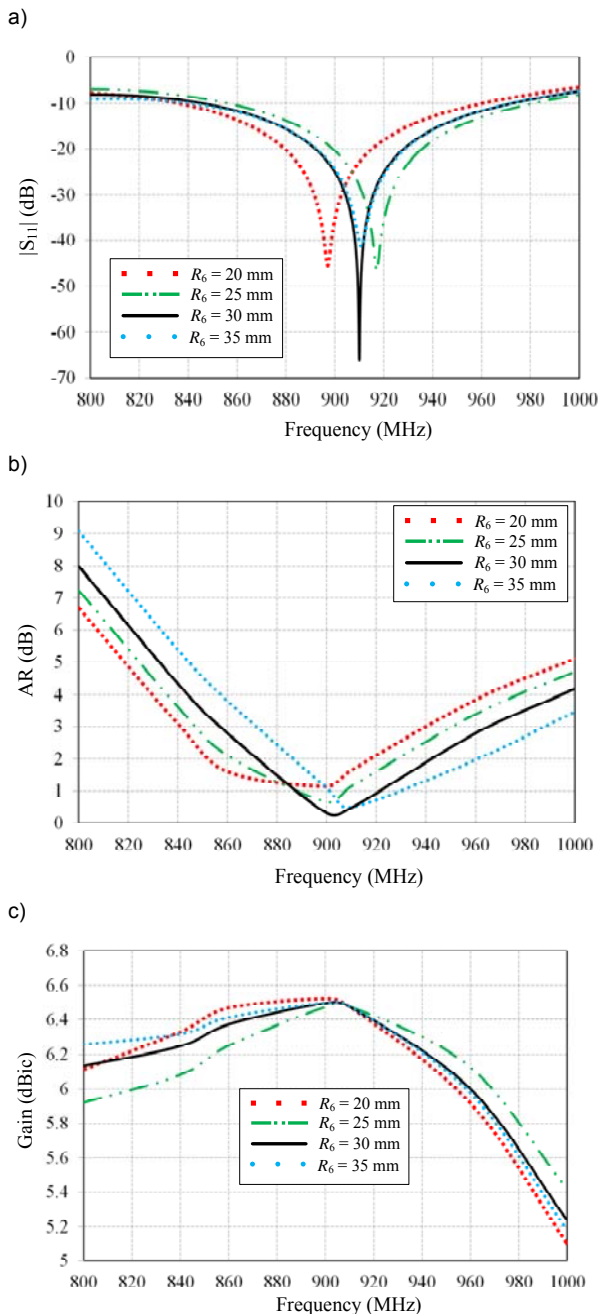 a)
0
-10
-20
-30
-40
-50
-60
-70
|S11| (dB)
R6 = 20 mm
R6 = 25 mm
R6 = 30 mm
R6 = 35 mm
800 820 840 860 880 900 920 940 960 980 1000
Frequency (MHz)
b)
10
9
8
7
6
5
4
3
2
1
0
AR (dB)
R6 = 20 mm
R6 = 25 mm
R6 = 30 mm
R6 = 35 mm
800 820 840 860 880 900 920 940 960 980 1000
Frequency (MHz)
c)
6.8
6.6
6.4
6.2
6
5.8
5.6
5.4
5.2
5
Gain (dBic)
R6 = 20 mm
R6 = 25 mm
R6 = 30 mm
R6 = 35 mm
800 820 840 860 880 900 920 940 960 980 1000
Frequency (MHz)